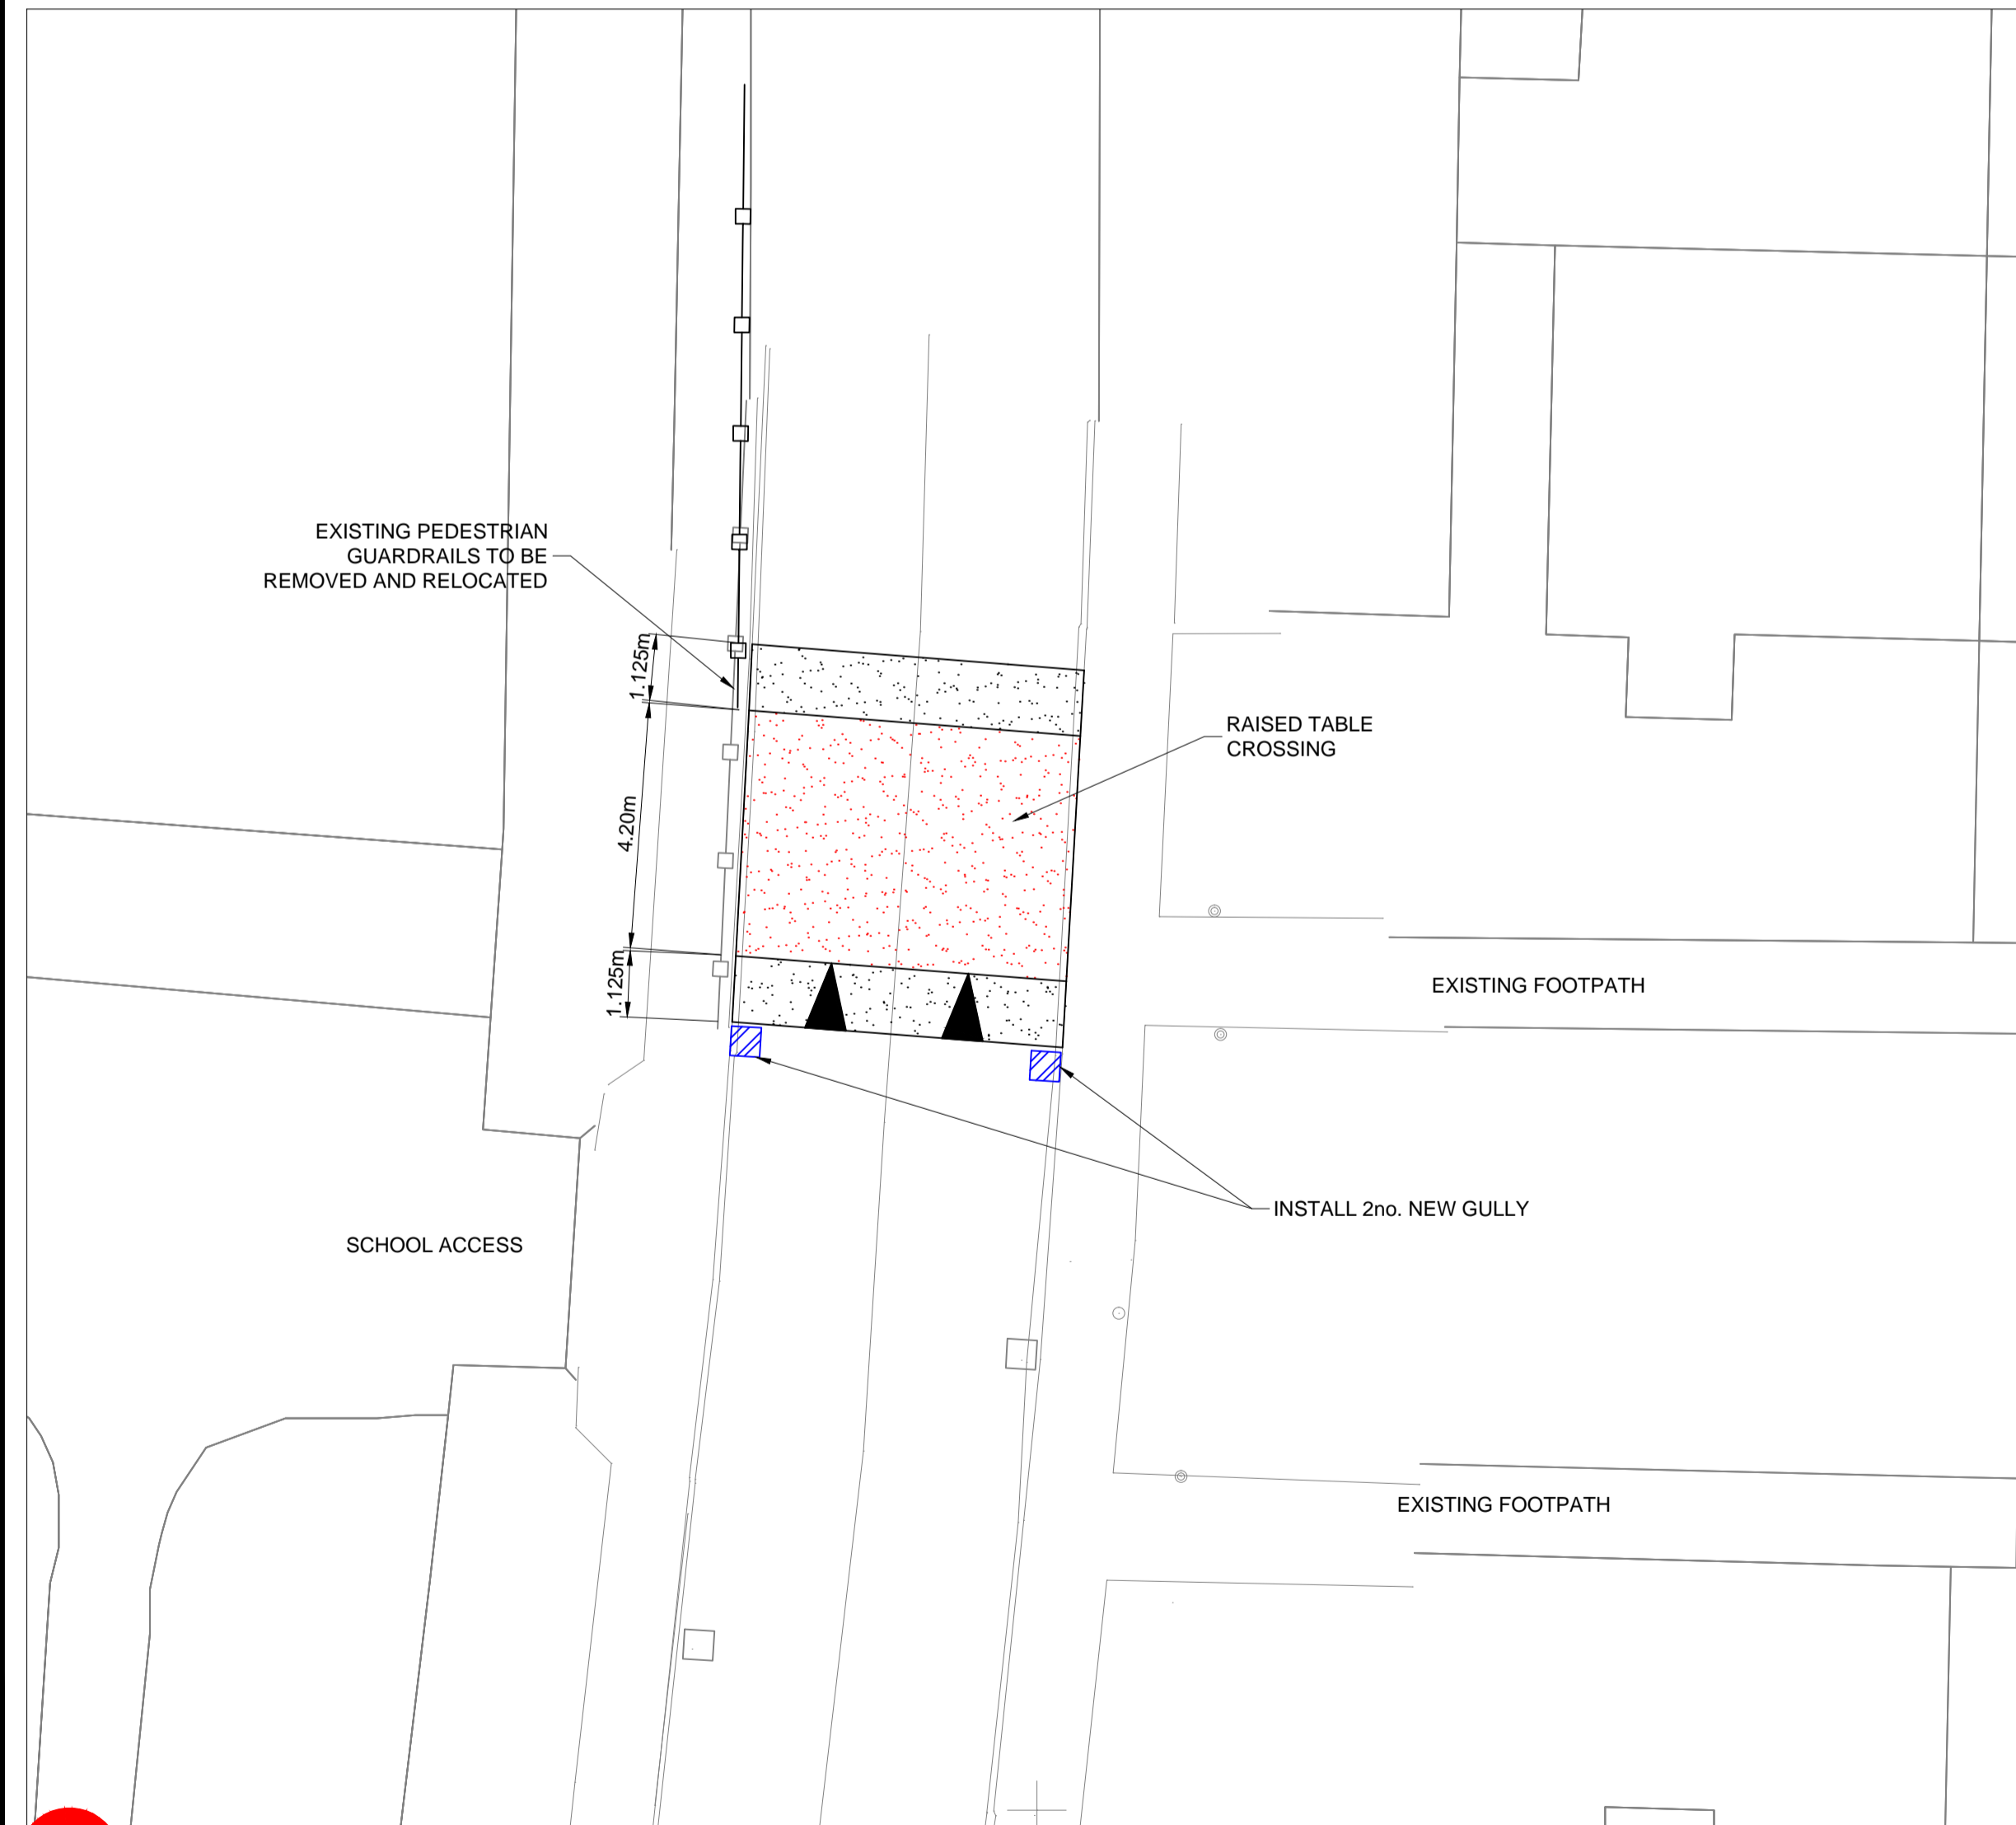 EXISTING PEDESTRIAN
GUARDRAILS TO BE
REMOVED AND RELOCATED
1.125m
RAISED TABLE
CROSSING
4.20m
1.125m
EXISTING FOOTPATH
INSTALL 2no. NEW GULLY
SCHOOL ACCESS
EXISTING FOOTPATH